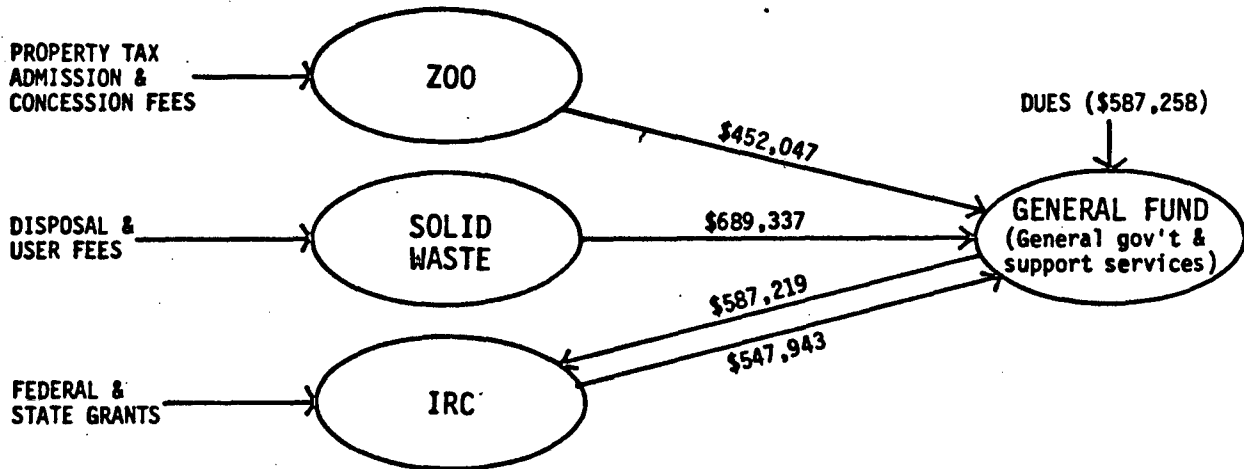 PROPERTY TAX
ADMISSION &
CONCESSION FEES
ZOO
$452,047
DUES ($587,258)
DISPOSAL &
USER FEES
SOLID
WASTE
$689,337
GENERAL FUND
(General gov't &
support services)
$587,219
$547,943
FEDERAL &
STATE GRANTS
IRC